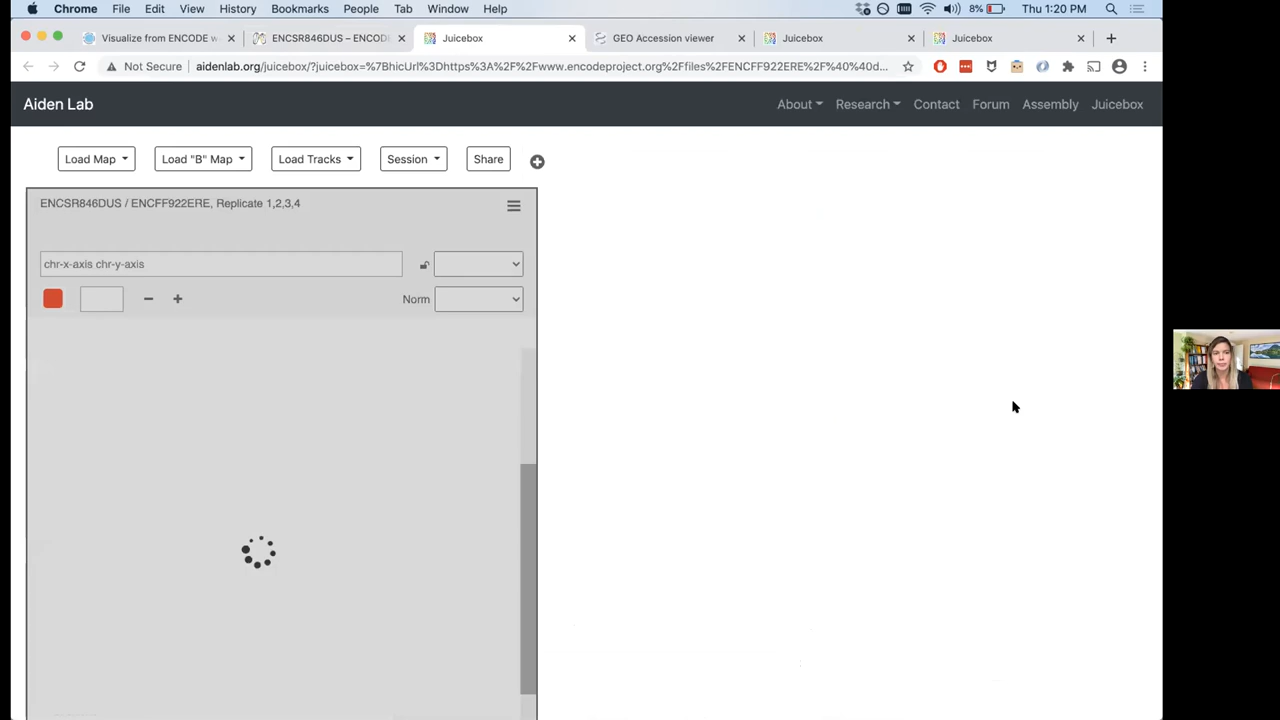 Chrome File Edit View History Bookmarks People Tab Window Help 8% Thu 1:20 PM
Visualize from ENCODE w Juicebox GEO Accession viewer Juicebox Juicebox
ENCSR846DUS – ENCOD
Not Secure aidenlab.org/juicebox/?juicebox=%7BhicUrl%3Dhttps%3A%2F%2Fwww.encodeproject.org%2Ffiles%2FENCFF922ERE%2F%40%40d...
Aiden Lab About Research Contact Forum Assembly Juicebox
Load Map Load "B" Map Load Tracks Session Share
ENCSR846DUS / ENCFF922ERE, Replicate 1,2,3,4
chr-x-axis chr-y-axis
Norm